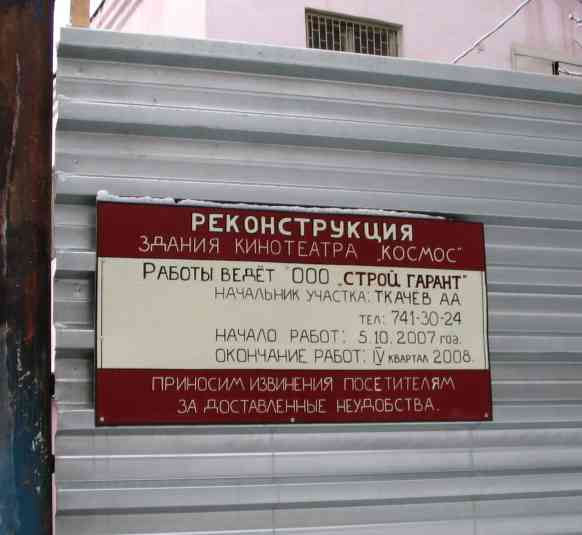 РЕКОНСТРУКЦИЯ
ЗДАНИЯ КИНОТЕАТРА „КОСМОС"
РАБОТЫ ВЕДЁТ "ООО „СТРОЙ ГАРАНТ"
НАЧАЛЬНИК УЧАСТКА: ТКАЧЕВ А.А.
ТЕЛ: 741-30-24
НАЧАЛО РАБОТ: 5.10.2007 год.
ОКОНЧАНИЕ РАБОТ: IV КВАРТАЛ 2008.
ПРИНОСИМ ИЗВИНЕНИЯ ПОСЕТИТЕЛЯМ
ЗА ДОСТАВЛЕННЫЕ НЕУДОБСТВА.